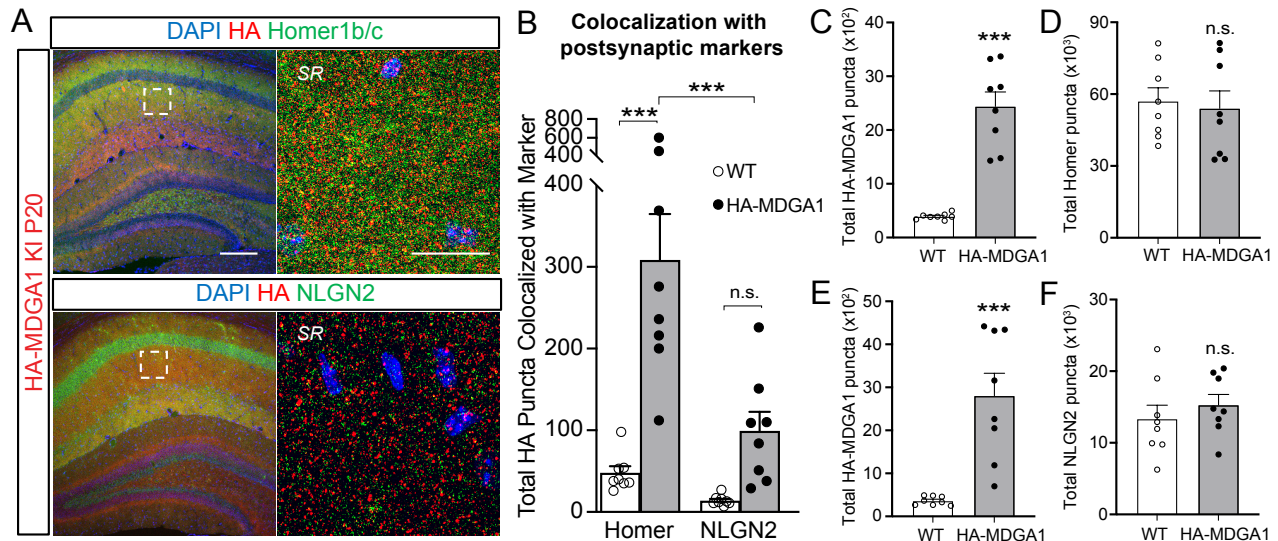 A
DAPI HA Homer1b/c
HA-MDGA1 KI P20
SR
DAPI HA NLGN2
SR
B
Colocalization with
postsynaptic markers
Total HA Puncta Colocalized with Marker
600
400
400
300
200
100
0
***
***
n.s.
WT
HA-MDGA1
Homer
NLGN2
C
Total HA-MDGA1 puncta (x10²)
40
30
20
10
0
***
WT
HA-MDGA1
D
Total Homer puncta (x10³)
90
60
30
0
n.s.
WT
HA-MDGA1
E
Total HA-MDGA1 puncta (x10²)
50
40
30
20
10
0
***
WT
HA-MDGA1
F
Total NLGN2 puncta (x10³)
30
20
10
0
n.s.
WT
HA-MDGA1